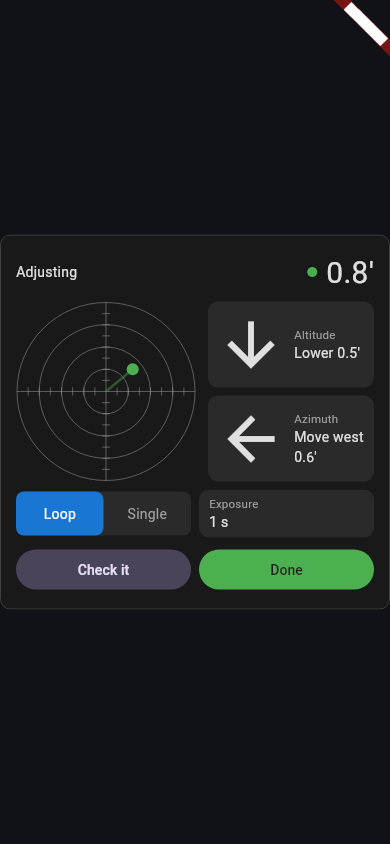 Adjusting
0.8'
Altitude
Lower 0.5'
Azimuth
Move west
0.6'
Loop
Single
Exposure
1 s
Check it
Done